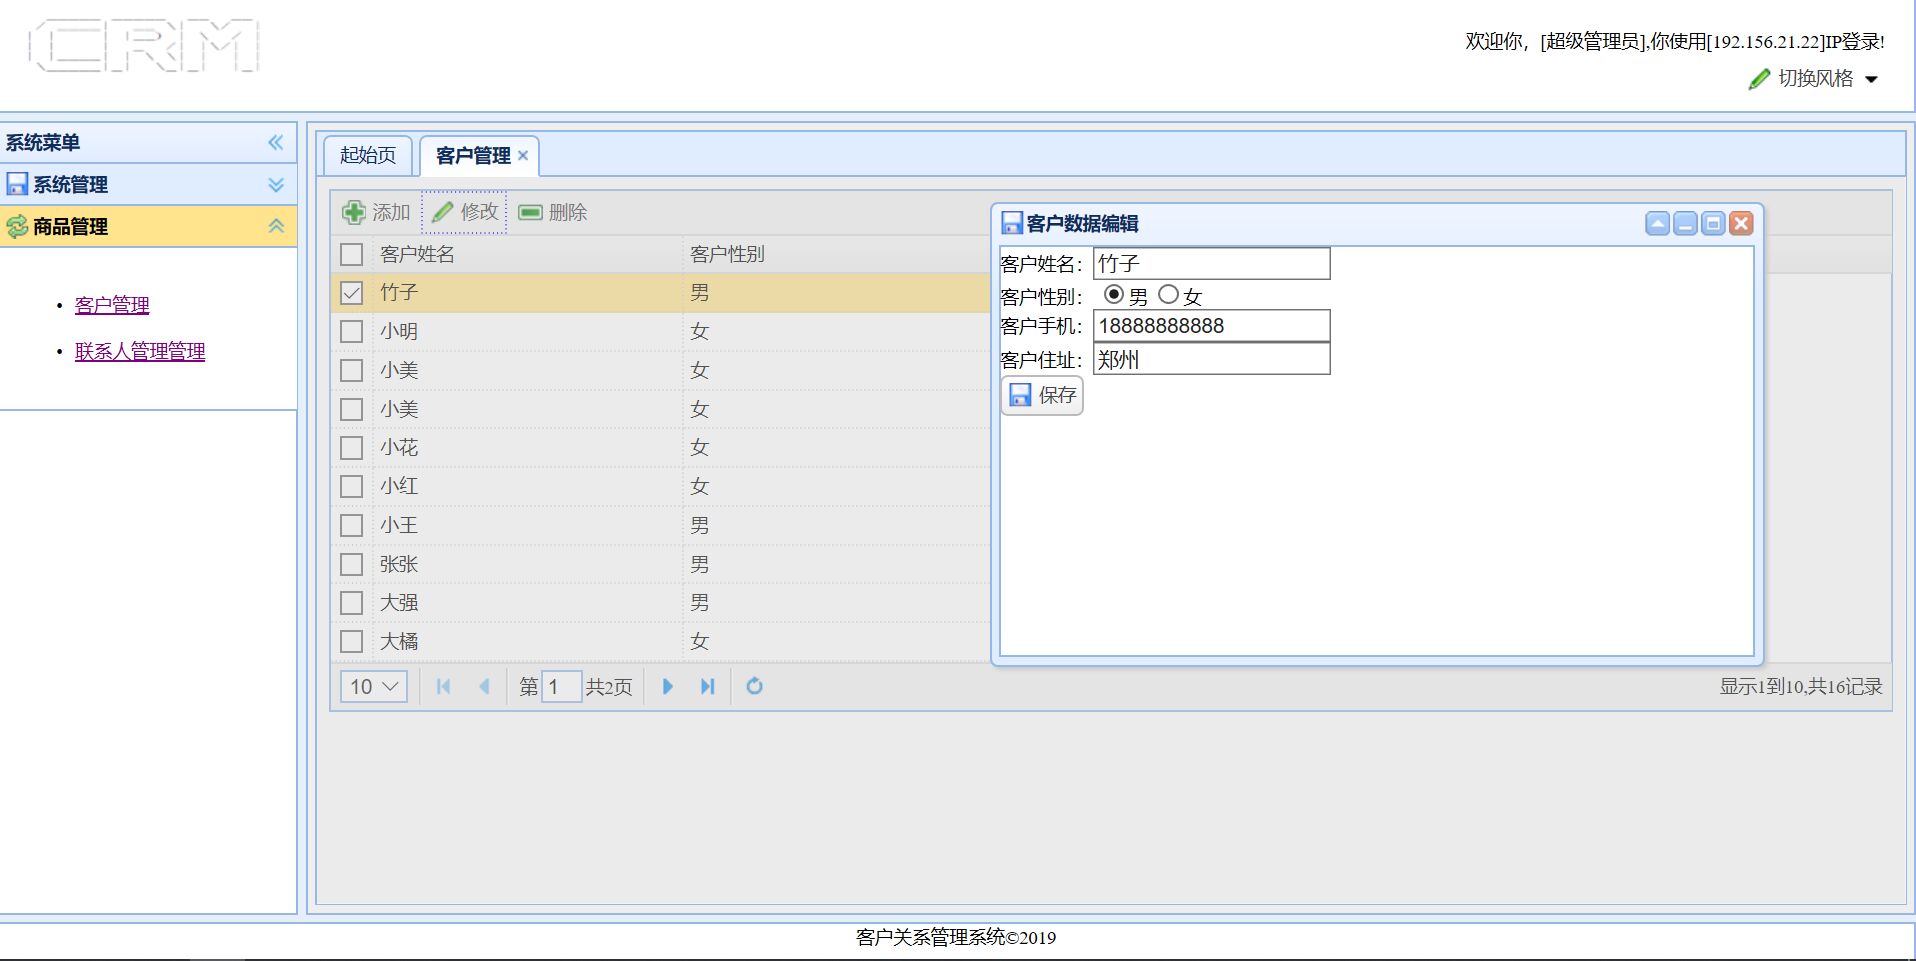 CRM
欢迎你，[超级管理员],你使用[192.156.21.22]IP登录!
切换风格
系统菜单
系统管理
商品管理
客户管理
联系人管理管理
起始页 客户管理
添加 修改 删除
客户姓名 客户性别
竹子 男
小明 女
小美 女
小美 女
小花 女
小红 女
小王 男
张张 男
大强 男
大橘 女
10 第 1 共2页
显示1到10,共16记录
客户数据编辑
客户姓名： 竹子
客户性别： 男 女
客户手机： 18888888888
客户住址： 郑州
保存
客户关系管理系统©2019